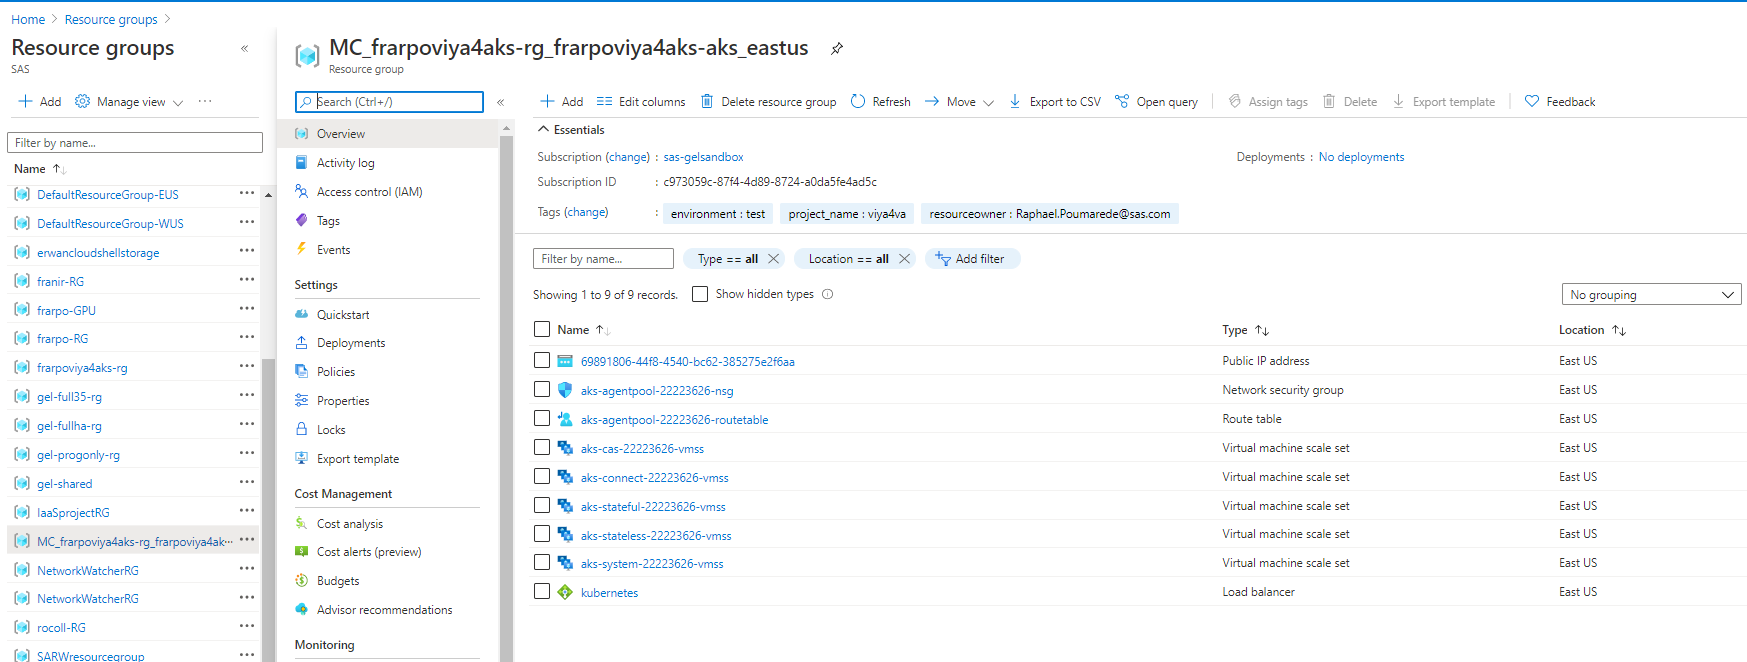 Home > Resource groups >
Resource groups
SAS
Add Manage view
Filter by name...
Name
DefaultResourceGroup-EUS
DefaultResourceGroup-WUS
erwancloudshellstorage
franir-RG
frarpo-GPU
frarpo-RG
frarpoviya4aks-rg
gel-full35-rg
gel-fullha-rg
gel-progonly-rg
gel-shared
IaaSprojectRG
MC_frarpoviya4aks-rg_frarpoviya4ak...
NetworkWatcherRG
NetworkWatcherRG
rocoll-RG
SARWresourcegroup
MC_frarpoviya4aks-rg_frarpoviya4aks-aks_eastus
Resource group
Search (Ctrl+/)
Overview
Activity log
Access control (IAM)
Tags
Events
Settings
Quickstart
Deployments
Policies
Properties
Locks
Export template
Cost Management
Cost analysis
Cost alerts (preview)
Budgets
Advisor recommendations
Monitoring
Add Edit columns Delete resource group Refresh Move Export to CSV Open query Assign tags Delete Export template Feedback
Essentials
Subscription (change) : sas-gelsandbox Deployments : No deployments
Subscription ID : c973059c-87f4-4d89-8724-a0da5fe4ad5c
Tags (change) : environment : test project_name : viya4va resourceowner : Raphael.Poumarede@sas.com
Filter by name... Type == all Location == all Add filter
Showing 1 to 9 of 9 records. Show hidden types No grouping
Name Type Location
69891806-44f8-4540-bc62-385275e2f6aa Public IP address East US
aks-agentpool-22223626-nsg Network security group East US
aks-agentpool-22223626-routetable Route table East US
aks-cas-22223626-vmss Virtual machine scale set East US
aks-connect-22223626-vmss Virtual machine scale set East US
aks-stateful-22223626-vmss Virtual machine scale set East US
aks-stateless-22223626-vmss Virtual machine scale set East US
aks-system-22223626-vmss Virtual machine scale set East US
kubernetes Load balancer East US